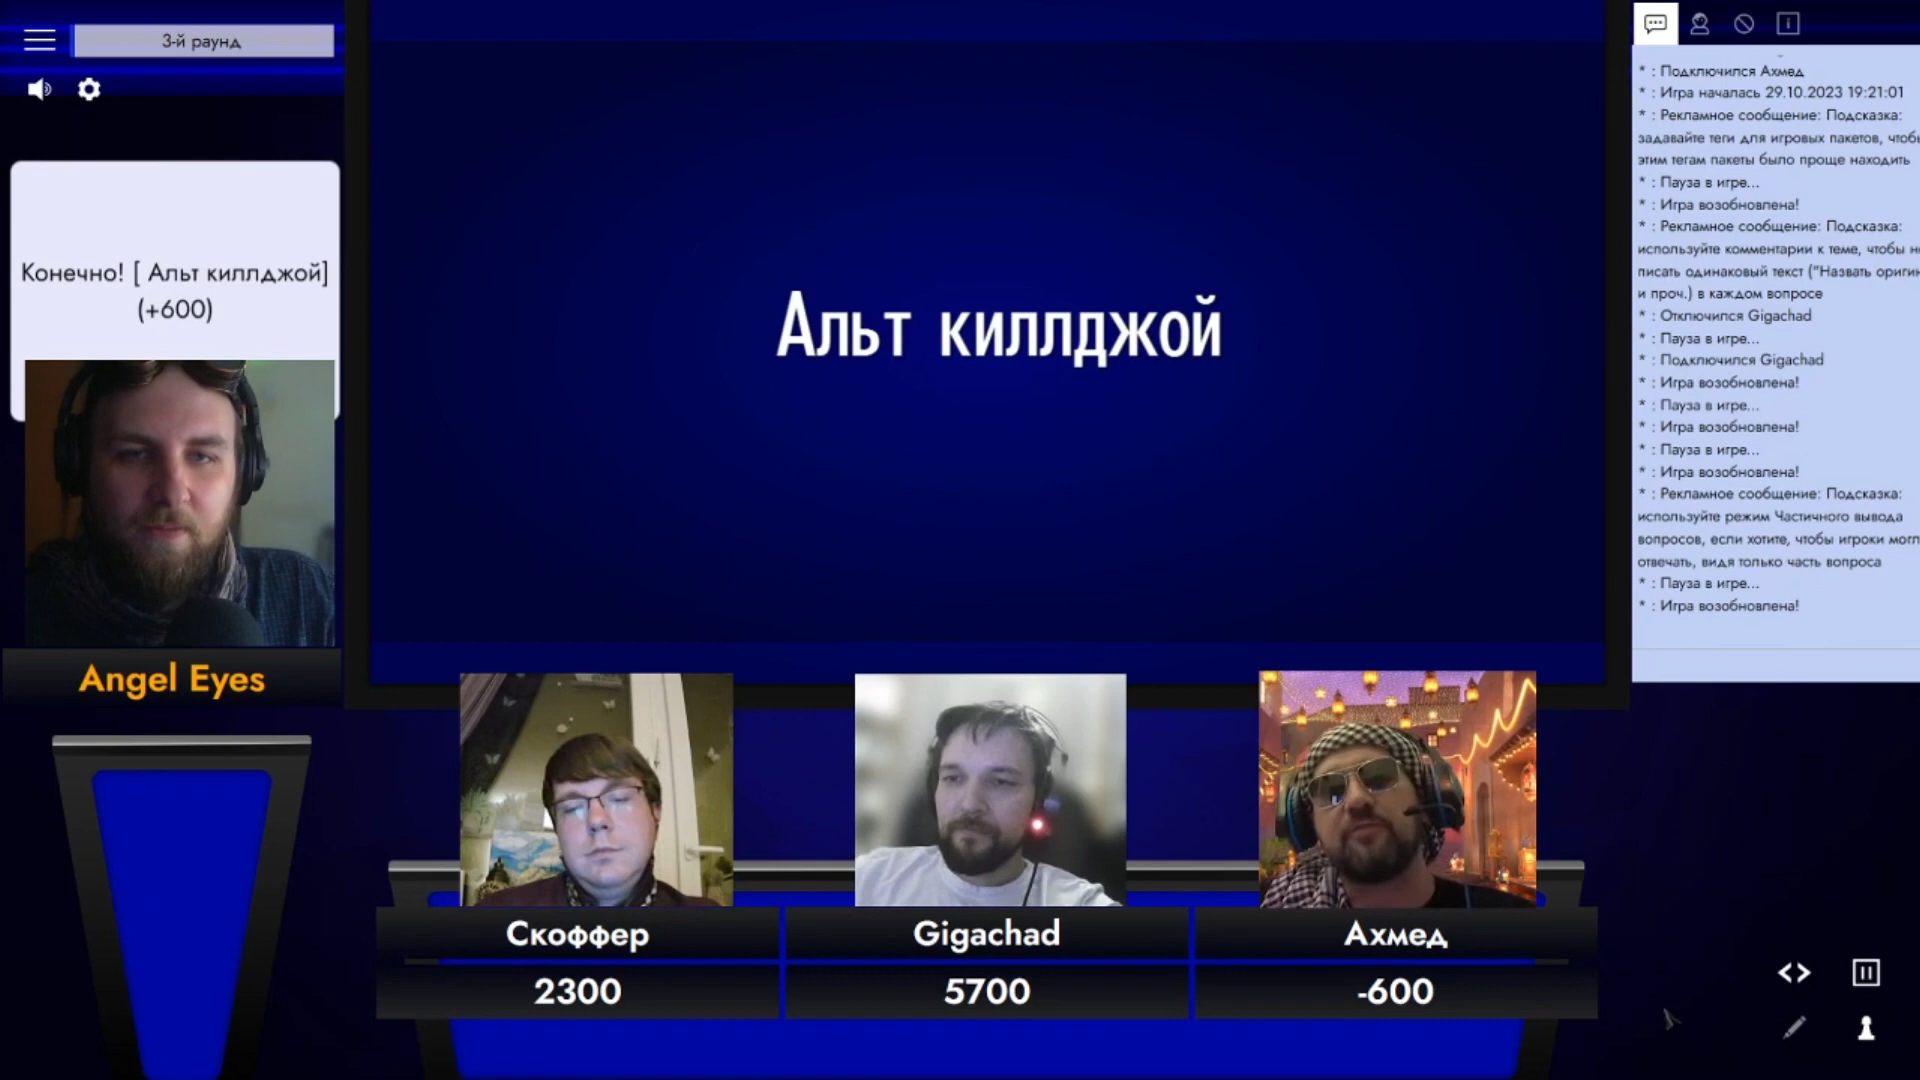 3-й раунд
Конечно! [ Альт киллджой]
(+600)
Angel Eyes
Альт киллджой
Скоффер
2300
Gigachad
5700
Ахмед
-600
* : Подключился Ахмед
* : Игра началась 29.10.2023 19:21:01
* : Рекламное сообщение: Подсказка:
задавайте теги для игровых пакетов, чтобы
этим тегам пакеты было проще находить
* : Пауза в игре...
* : Игра возобновлена!
* : Рекламное сообщение: Подсказка:
используйте комментарии к теме, чтобы
писать одинаковый текст ("Назвать
и проч.) в каждом вопросе
* : Отключился Gigachad
* : Пауза в игре...
* : Подключился Gigachad
* : Игра возобновлена!
* : Пауза в игре...
* : Игра возобновлена!
* : Пауза в игре...
* : Игра возобновлена!
* : Рекламное сообщение: Подсказка:
используйте режим Частичного вывода
вопросов, если хотите, чтобы игроки
отвечать, видя только часть вопроса
* : Пауза в игре...
* : Игра возобновлена!